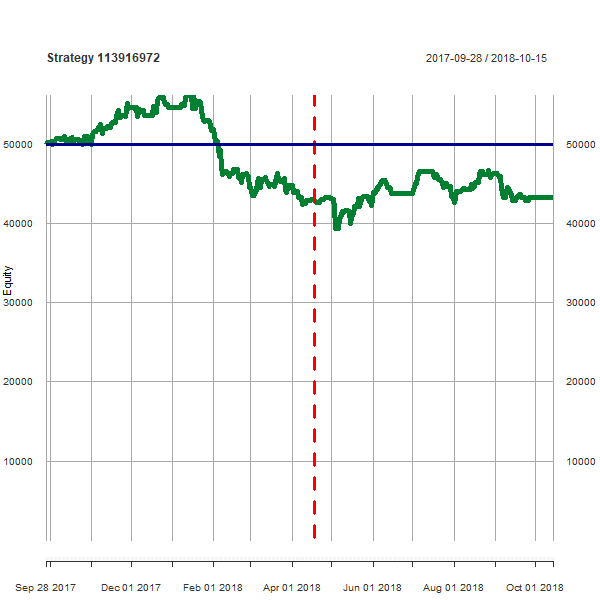 Strategy 113916972
2017-09-28 / 2018-10-15
50000
50000
40000
40000
Equity
30000
30000
20000
20000
10000
10000
Sep 28 2017
Dec 01 2017
Feb 01 2018
Apr 01 2018
Jun 01 2018
Aug 01 2018
Oct 01 2018